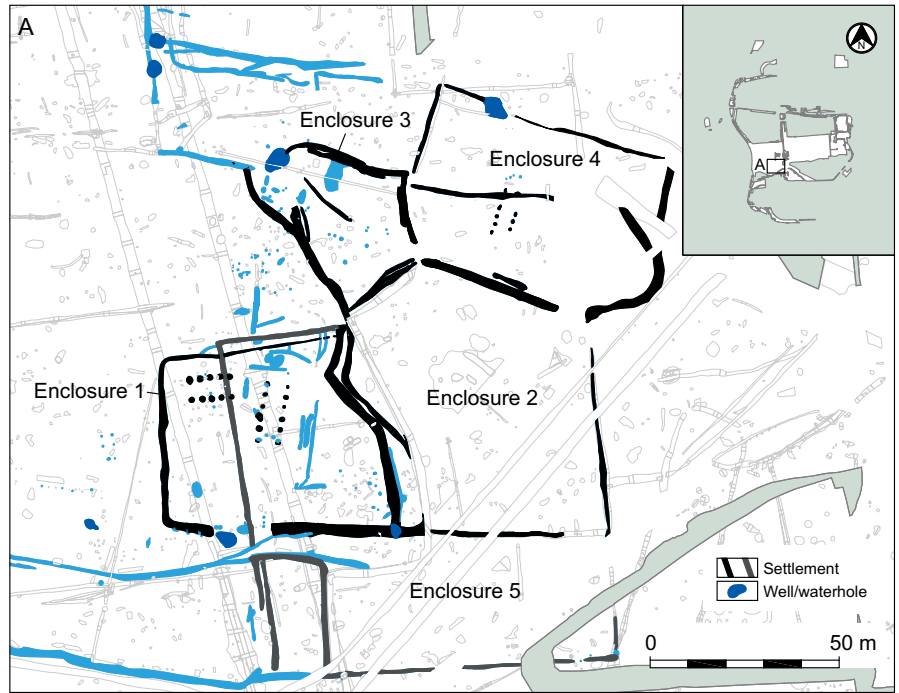 A
N
A
Enclosure 3
Enclosure 4
Enclosure 1
Enclosure 2
Enclosure 5
Settlement
Well/waterhole
0 50 m